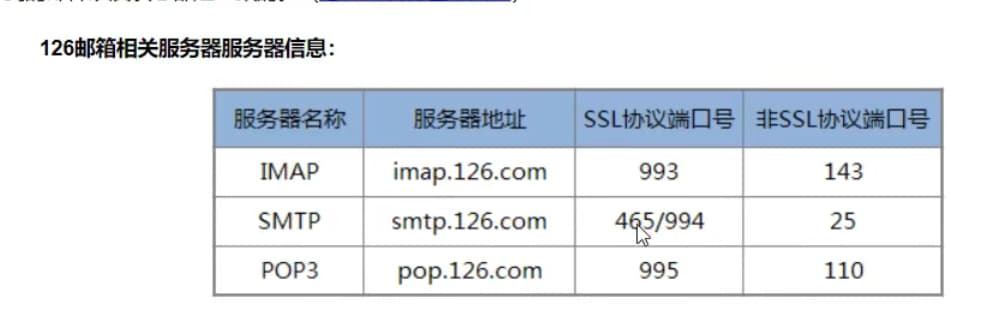 126邮箱相关服务器服务器信息：
服务器名称 服务器地址 SSL协议端口号 非SSL协议端口号
IMAP imap.126.com 993 143
SMTP smtp.126.com 465/994 25
POP3 pop.126.com 995 110